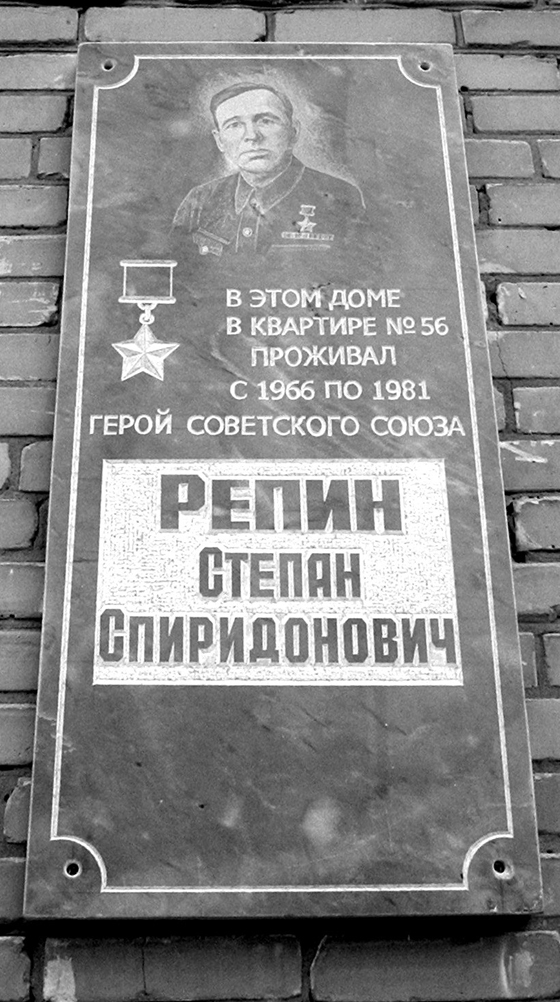 В ЭТОМ ДОМЕ
В КВАРТИРЕ №56
ПРОЖИВАЛ
С 1966 ПО 1981
ГЕРОЙ СОВЕТСКОГО СОЮЗА
РЕПИН
СТЕПАН
СПИРИДОНОВИЧ